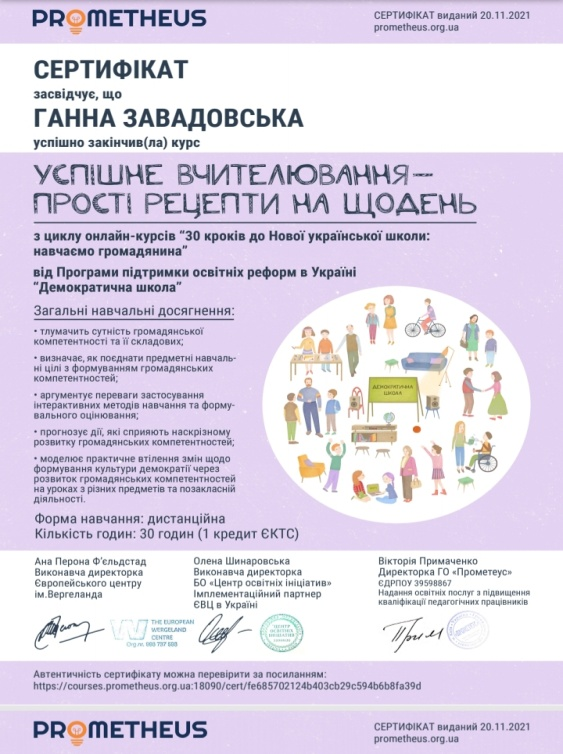 PROMETHEUS
СЕРТИФІКАТ виданий 20.11.2021
prometheus.org.ua
СЕРТИФІКАТ
засвідчує, що
ГАННА ЗАВАДОВСЬКА
успішно закінчив(ла) курс
УСПІШНЕ ВЧИТЕЛЮВАННЯ–
ПРОСТІ РЕЦЕПТИ НА ЩОДЕНЬ
з циклу онлайн-курсів "30 кроків до Нової української школи:
навчаємо громадянина"
від Програми підтримки освітніх реформ в Україні
"Демократична школа"
Загальні навчальні досягнення:
• тлумачить сутність громадянської
компетентності та її складових;
• визначає, як поєднати предметні навчаль-
ні цілі з формуванням громадянських
компетентностей;
• аргументує переваги застосування
інтерактивних методів навчання та форму-
вального оцінювання;
• прогнозує дії, які сприяють наскрізному
розвитку громадянських компетентностей;
• моделює практичне втілення змін щодо
формування культури демократії через
розвиток громадянських компетентностей
на уроках з різних предметів та позакласній
діяльності.
ДЕМОКРАТИЧНА
ШКОЛА
Форма навчання: дистанційна
Кількість годин: 30 годин (1 кредит ЄКТС)
Ана Перона Ф'єльдстад
Виконавча директорка
Європейського центру
ім.Вергеланда
THE EUROPEAN
WERGELAND
CENTRE
Олена Шинаровська
Виконавча директорка
БО «Центр освітніх ініціатив»
Імплементаційний партнер
ЄВЦ в Україні
ЦЕНТР
ОСВІТНІХ
ІНІЦІАТИВ
Вікторія Примаченко
Директорка ГО «Прометеус»
ЄДРПОУ 39598867
Надання освітніх послуг з підвищення
кваліфікації педагогічних працівників
Автентичність сертифікату можна перевірити за посиланням:
https://courses.prometheus.org.ua:18090/cert/fe685702124b403cb29c594b6b8fa39d
PROMETHEUS
СЕРТИФІКАТ виданий 20.11.2021
prometheus.org.ua